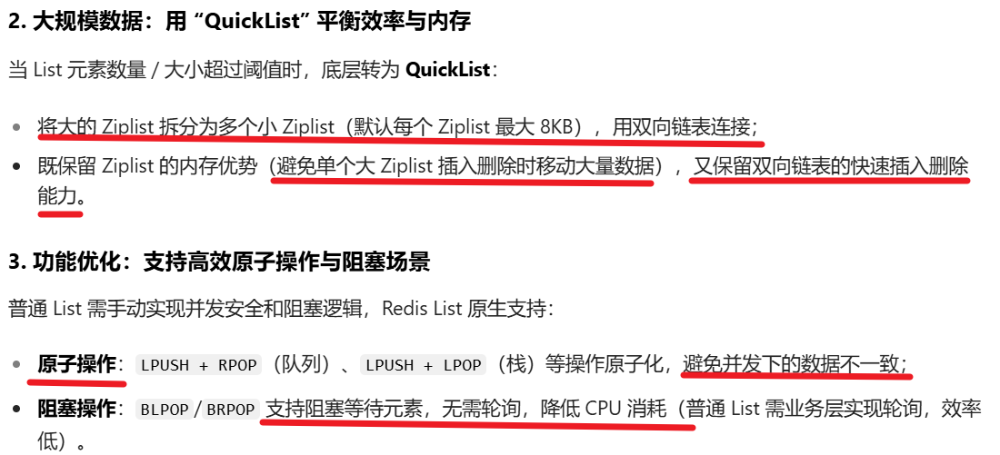 2. 大规模数据：用 “QuickList” 平衡效率与内存
当 List 元素数量 / 大小超过阈值时，底层转为 QuickList：
将大的 Ziplist 拆分为多个小 Ziplist（默认每个 Ziplist 最大 8KB），用双向链表连接；
既保留 Ziplist 的内存优势（避免单个大 Ziplist 插入删除时移动大量数据），又保留双向链表的快速插入删除
能力。
3. 功能优化：支持高效原子操作与阻塞场景
普通 List 需手动实现并发安全和阻塞逻辑，Redis List 原生支持：
原子操作：LPUSH + RPOP（队列）、LPUSH + LPOP（栈）等操作原子化，避免并发下的数据不一致；
阻塞操作：BLPOP/BRPOP 支持阻塞等待元素，无需轮询，降低 CPU 消耗（普通 List 需业务层实现轮询，效率
低）。